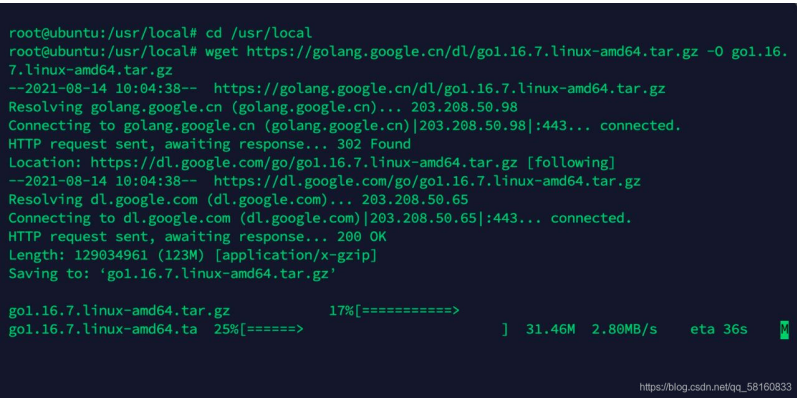 root@ubuntu:/usr/local# cd /usr/local
root@ubuntu:/usr/local# wget https://golang.google.cn/dl/go1.16.7.linux-amd64.tar.gz -O go1.16.
7.linux-amd64.tar.gz
--2021-08-14 10:04:38--  https://golang.google.cn/dl/go1.16.7.linux-amd64.tar.gz
Resolving golang.google.cn (golang.google.cn)... 203.208.50.98
Connecting to golang.google.cn (golang.google.cn)|203.208.50.98|:443... connected.
HTTP request sent, awaiting response... 302 Found
Location: https://dl.google.com/go/go1.16.7.linux-amd64.tar.gz [following]
--2021-08-14 10:04:38--  https://dl.google.com/go/go1.16.7.linux-amd64.tar.gz
Resolving dl.google.com (dl.google.com)... 203.208.50.65
Connecting to dl.google.com (dl.google.com)|203.208.50.65|:443... connected.
HTTP request sent, awaiting response... 200 OK
Length: 129034961 (123M) [application/x-gzip]
Saving to: ‘go1.16.7.linux-amd64.tar.gz’
go1.16.7.linux-amd64.tar.gz            17%[===========>
go1.16.7.linux-amd64.ta  25%[======>                        ]  31.46M  2.80MB/s    eta 36s    M
https://blog.csdn.net/qq_58160833